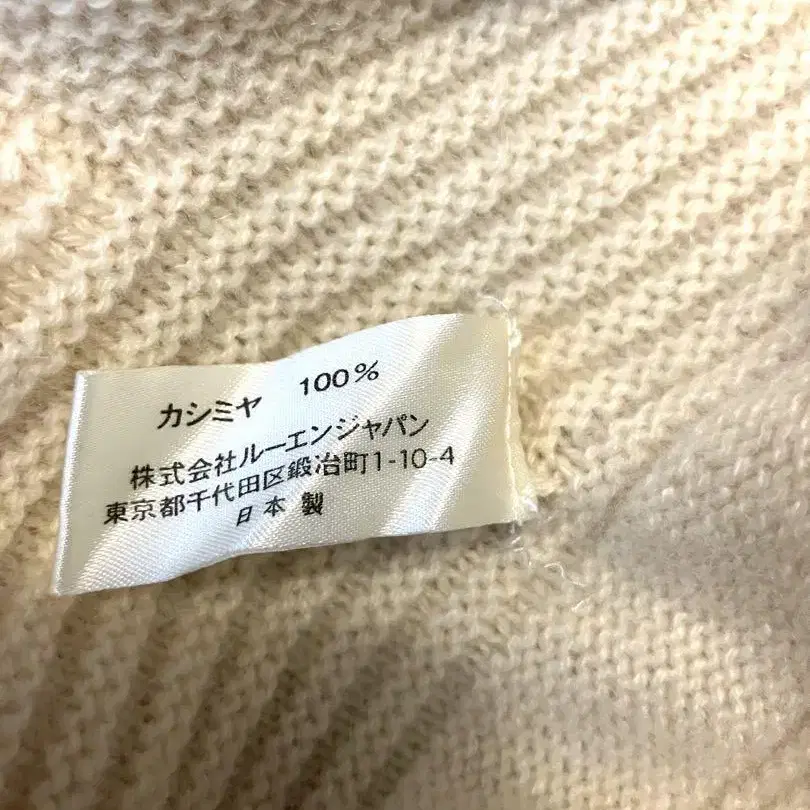 カシミヤ 100%
株式会社ルーエンジャパン
東京都千代田区鍛冶町1-10-4
日本製